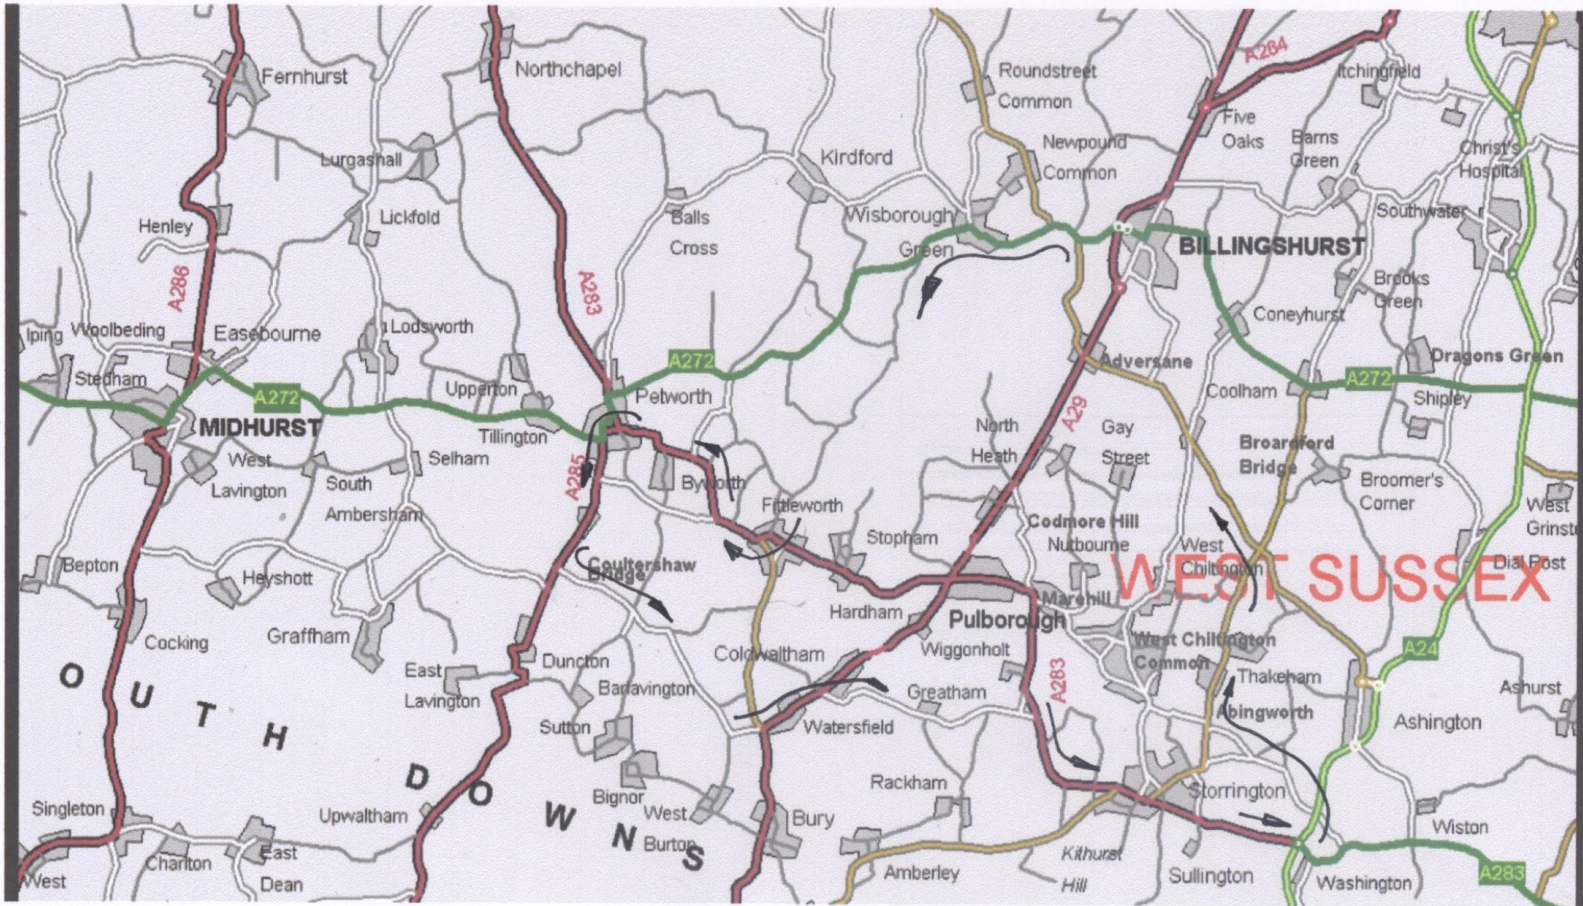 A264
Itchingfield
Fernhurst
Northchapel
Roundstreet
Common
Five
Oaks
Barns
Green
Christ's
Hospital
Newpound
Common
Lurgashall
Kirdford
Henley
Lickfold
Balls
Cross
Wisborough
Green
Southwater
BILLINGSHURST
A286
A283
Brooks
Green
Coneyhurst
Iping
Woolbeding
Easebourne
Lodsworth
A272
Adversane
Dragons Green
Stedham
A272
Upperton
Petworth
Coolham
A272
Shipley
MIDHURST
Tillington
North
Heath
A29
Gay
Street
Broardford
Bridge
West
Lavington
South
Ambersham
Selham
A285
Byworth
Broomer's
Corner
Fittleworth
West
Grinst
Codmore Hill
Nutbourne
Stopham
West
Chiltington
Dial Post
WEST SUSSEX
Bepton
Heyshott
Coultershaw
Bridge
Hardham
Marehill
Pulborough
Cocking
Graffham
West Chiltington
Common
A24
Coldwaltham
Wiggonholt
East
Lavington
Duncton
Barlavington
Greatham
A283
Thakeham
Ashurst
Abingworth
OUTH
Sutton
Watersfield
Ashington
DOWNS
Rackham
Storrington
Bignor
West
Burton
Singleton
Upwaltham
Bury
Wiston
Charlton
East
Dean
West
Amberley
Kithurst
Hill
Sullington
Washington
A283